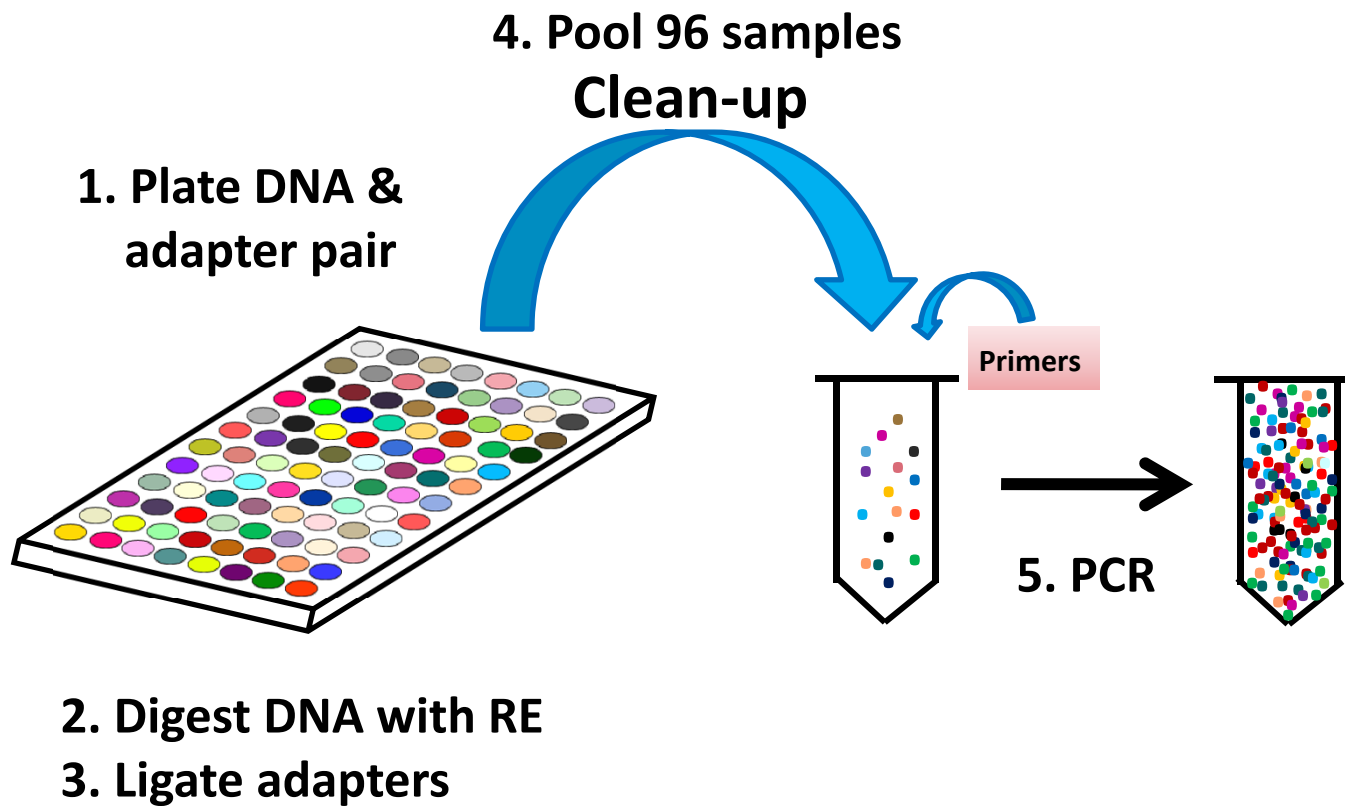 4. Pool 96 samples
Clean-up
1. Plate DNA &
adapter pair
Primers
5. PCR
2. Digest DNA with RE
3. Ligate adapters